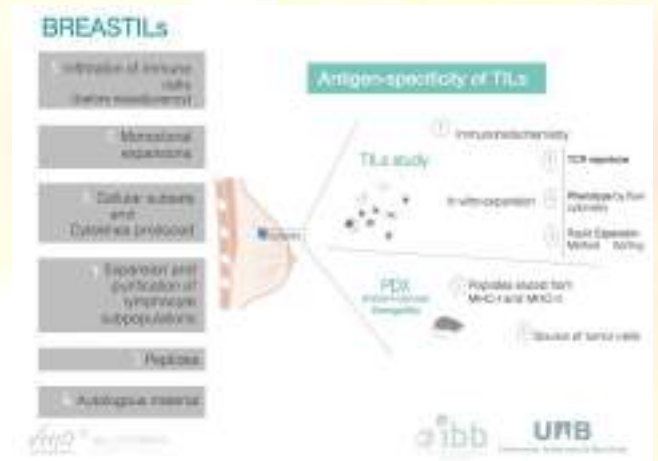 BREASTILs
Infiltration of immune
cells
Monoclonal
expansions
Cellular subsets
and
Cytokines produced
Expansion and
purification of
lymphocyte
subpopulations
Peptides
Autologous material
Antigen-specificity of TILs
Immunohistochemistry
TILs study
TCR repertoire
In vitro expansion
Phenotype by flow
cytometry
Rapid Expansion
Method Sorting
PDX
Peptides eluted from
MHC-I and MHC-II
Source of tumor cells
ibb
UAB